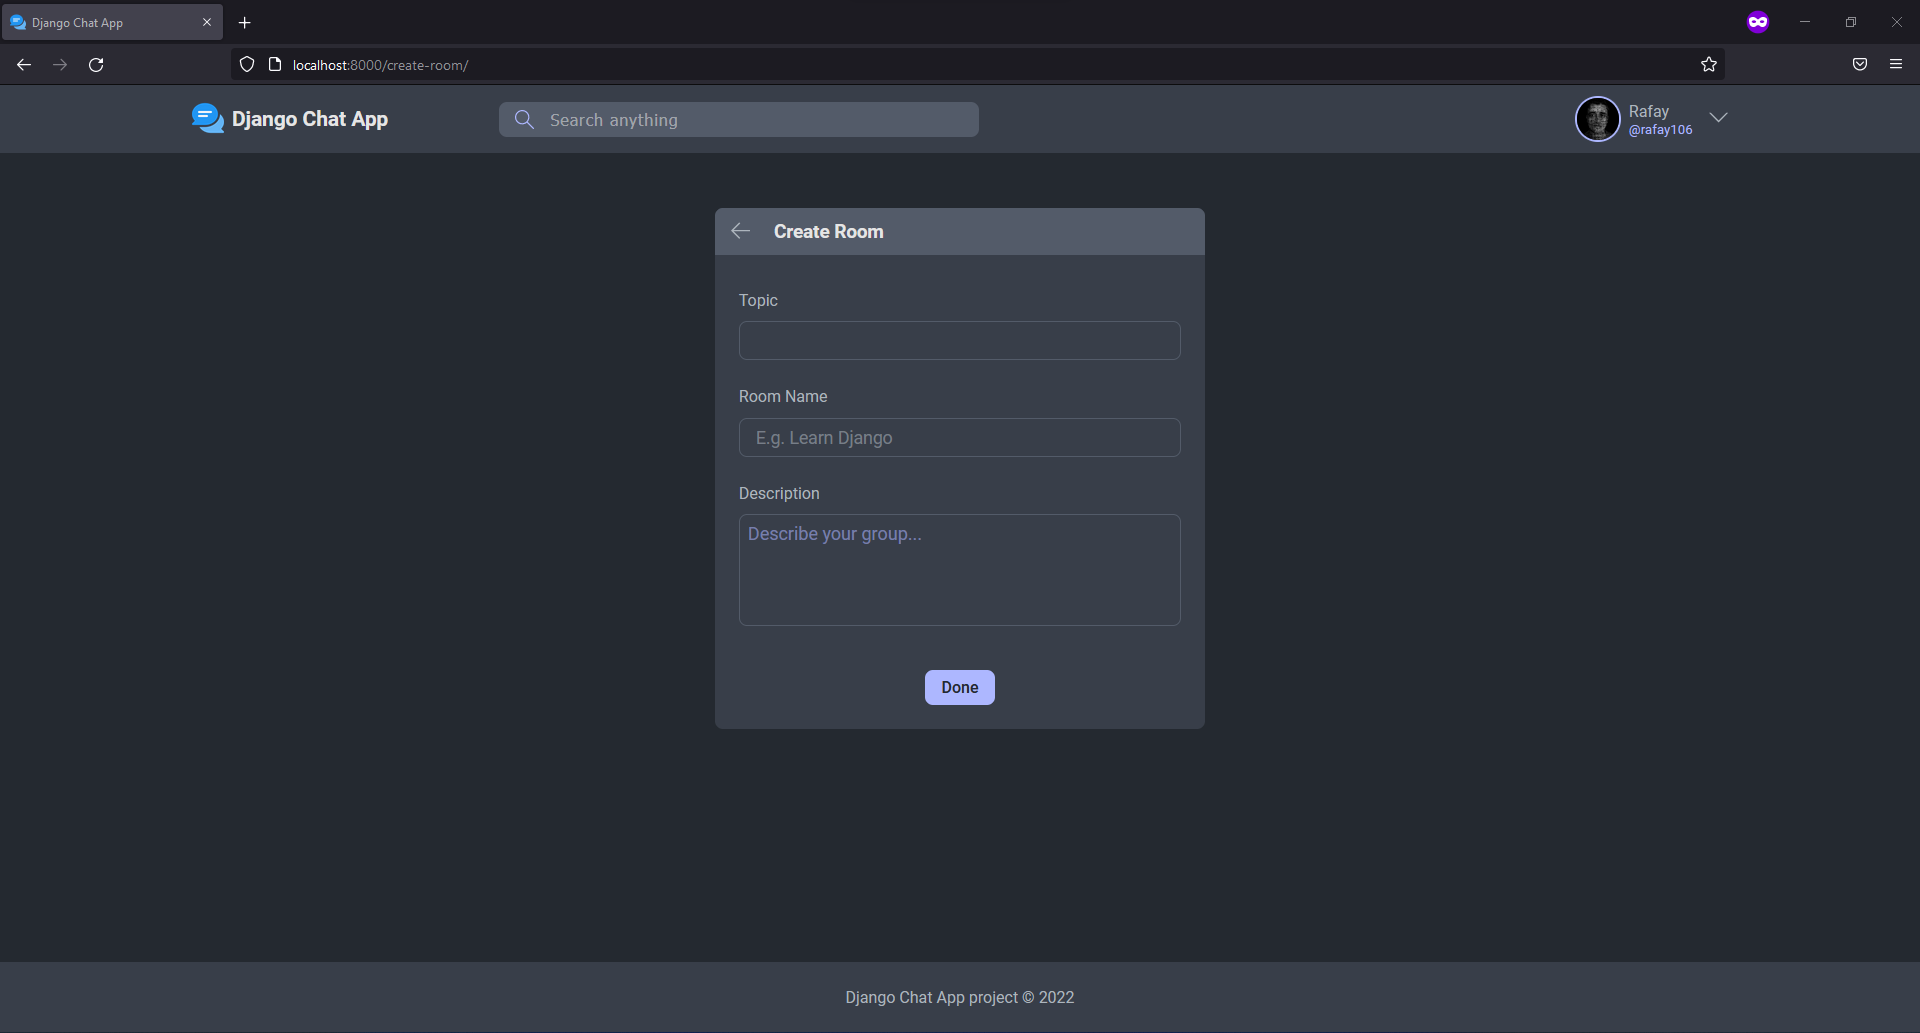 Django Chat App
localhost:8000/create-room/
Django Chat App
Search anything
Rafay
@rafay106
Create Room
Topic
Room Name
E.g. Learn Django
Description
Describe your group...
Done
Django Chat App project © 2022